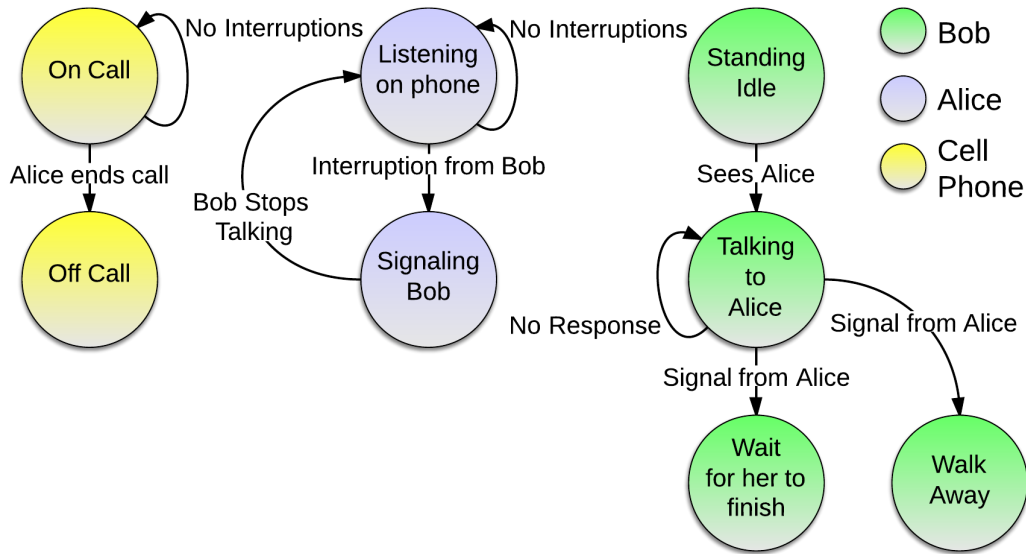 No Interruptions
On Call
Alice ends call
Off Call
No Interruptions
Listening
on phone
Interruption from Bob
Bob Stops
Talking
Signaling
Bob
Standing
Idle
Sees Alice
Talking
to
Alice
No Response
Signal from Alice
Signal from Alice
Wait
for her to
finish
Walk
Away
Bob
Alice
Cell
Phone